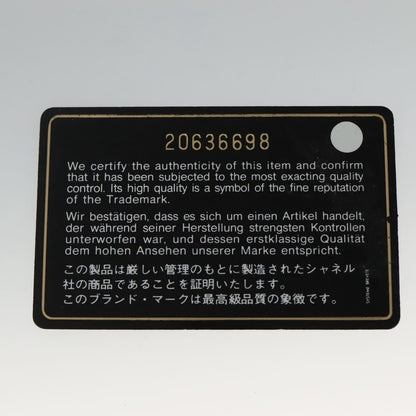 20636698
We certify the authenticity of this item and confirm
that it has been subjected to the most exacting quality
control. Its high quality is a symbol of the fine reputation
of the Trademark.
Wir bestätigen, dass es sich um einen Artikel handelt,
der während seiner Herstellung strengsten Kontrollen
unterworfen war, und dessen erstklassige Qualität
dem hohen Ansehen unserer Marke entspricht.
この製品は厳しい管理のもとに製造されたシャネル
社の商品であることを証明いたします。
このブランド・マークは最高級品質の象徴です。